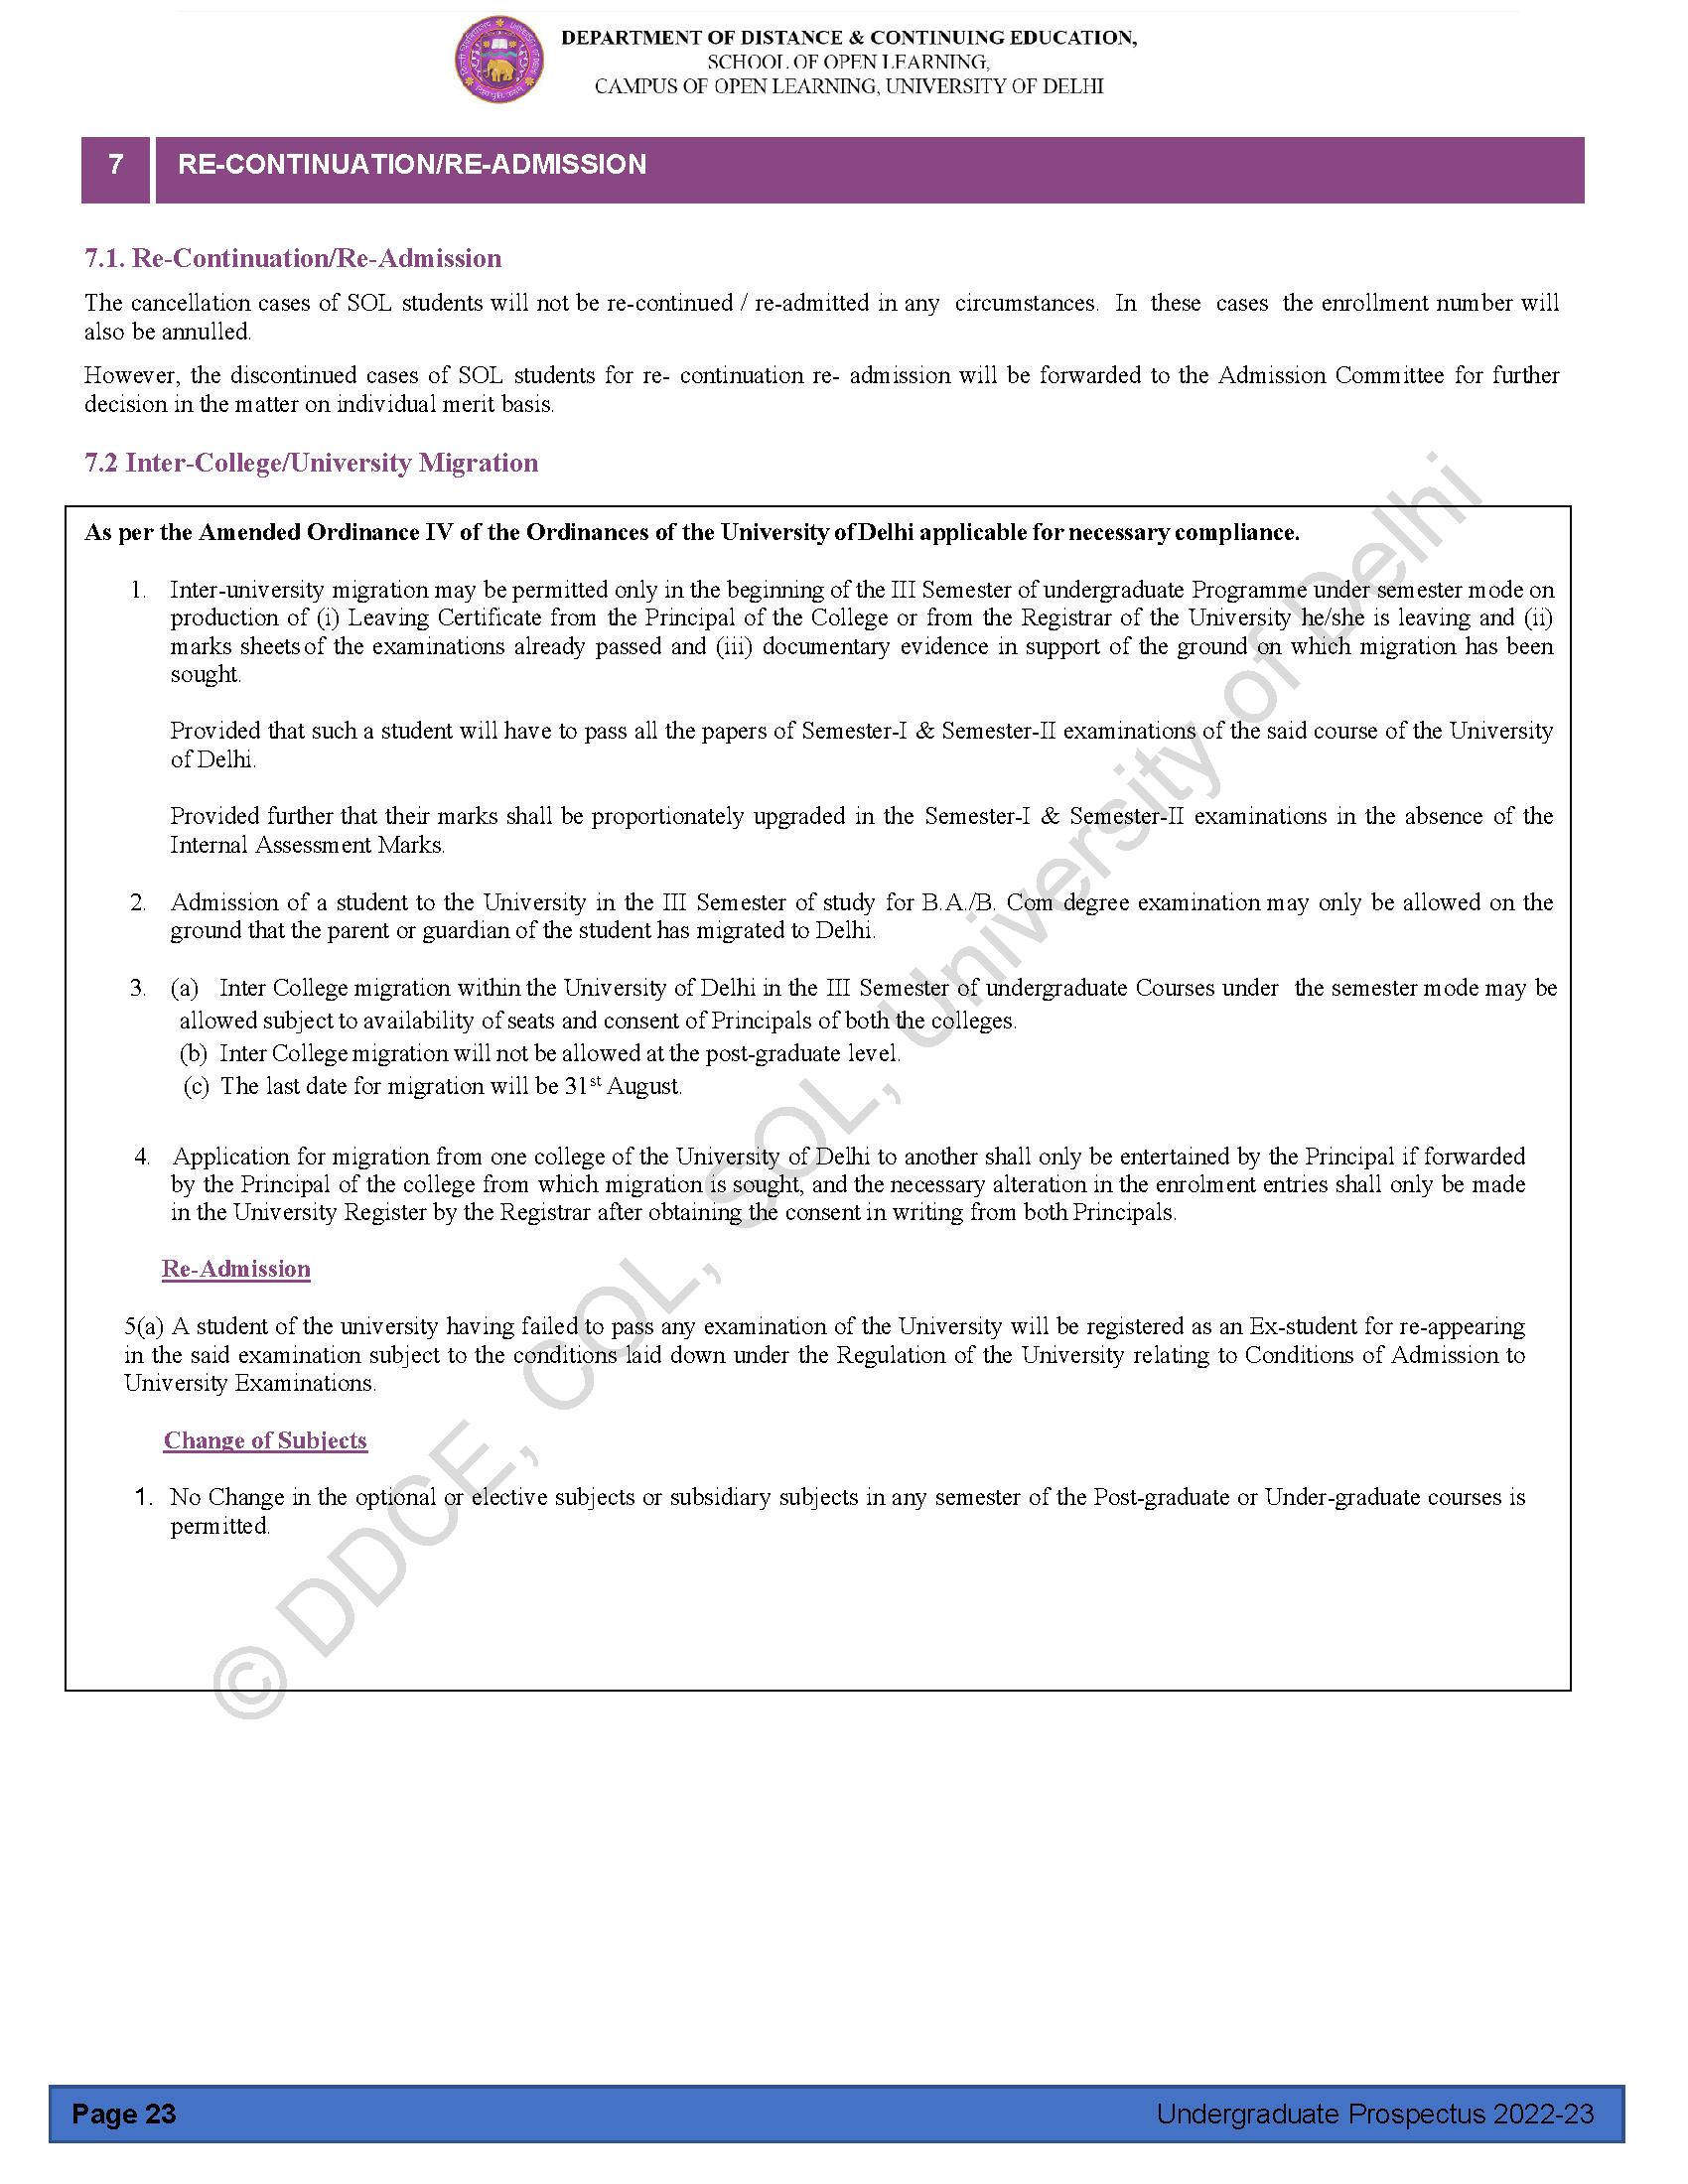 DEPARTMENT OF DISTANCE & CONTINUING EDUCATION,
SCHOOL OF OPEN LEARNING,
CAMPUS OF OPEN LEARNING, UNIVERSITY OF DELHI
7 RE-CONTINUATION/RE-ADMISSION
7.1. Re-Continuation/Re-Admission
The cancellation cases of SOL students will not be re-continued / re-admitted in any circumstances. In these cases the enrollment number will
also be annulled.
However, the discontinued cases of SOL students for re- continuation re- admission will be forwarded to the Admission Committee for further
decision in the matter on individual merit basis.
7.2 Inter-College/University Migration
As per the Amended Ordinance IV of the Ordinances of the University of Delhi applicable for necessary compliance.
1. Inter-university migration may be permitted only in the beginning of the III Semester of undergraduate Programme under semester mode on
production of (i) Leaving Certificate from the Principal of the College or from the Registrar of the University he/she is leaving and (ii)
marks sheets of the examinations already passed and (iii) documentary evidence in support of the ground on which migration has been
sought.
Provided that such a student will have to pass all the papers of Semester-I & Semester-II examinations of the said course of the University
of Delhi.
Provided further that their marks shall be proportionately upgraded in the Semester-I & Semester-II examinations in the absence of the
Internal Assessment Marks.
2. Admission of a student to the University in the III Semester of study for B.A./B. Com degree examination may only be allowed on the
ground that the parent or guardian of the student has migrated to Delhi.
3. (a) Inter College migration within the University of Delhi in the III Semester of undergraduate Courses under the semester mode may be
allowed subject to availability of seats and consent of Principals of both the colleges.
(b) Inter College migration will not be allowed at the post-graduate level.
(c) The last date for migration will be 31st August.
4. Application for migration from one college of the University of Delhi to another shall only be entertained by the Principal if forwarded
by the Principal of the college from which migration is sought, and the necessary alteration in the enrolment entries shall only be made
in the University Register by the Registrar after obtaining the consent in writing from both Principals.
Re-Admission
5(a) A student of the university having failed to pass any examination of the University will be registered as an Ex-student for re-appearing
in the said examination subject to the conditions laid down under the Regulation of the University relating to Conditions of Admission to
University Examinations.
Change of Subjects
1. No Change in the optional or elective subjects or subsidiary subjects in any semester of the Post-graduate or Under-graduate courses is
permitted.
© DDCE, COL, SOL, University of Delhi
Page 23 Undergraduate Prospectus 2022-23